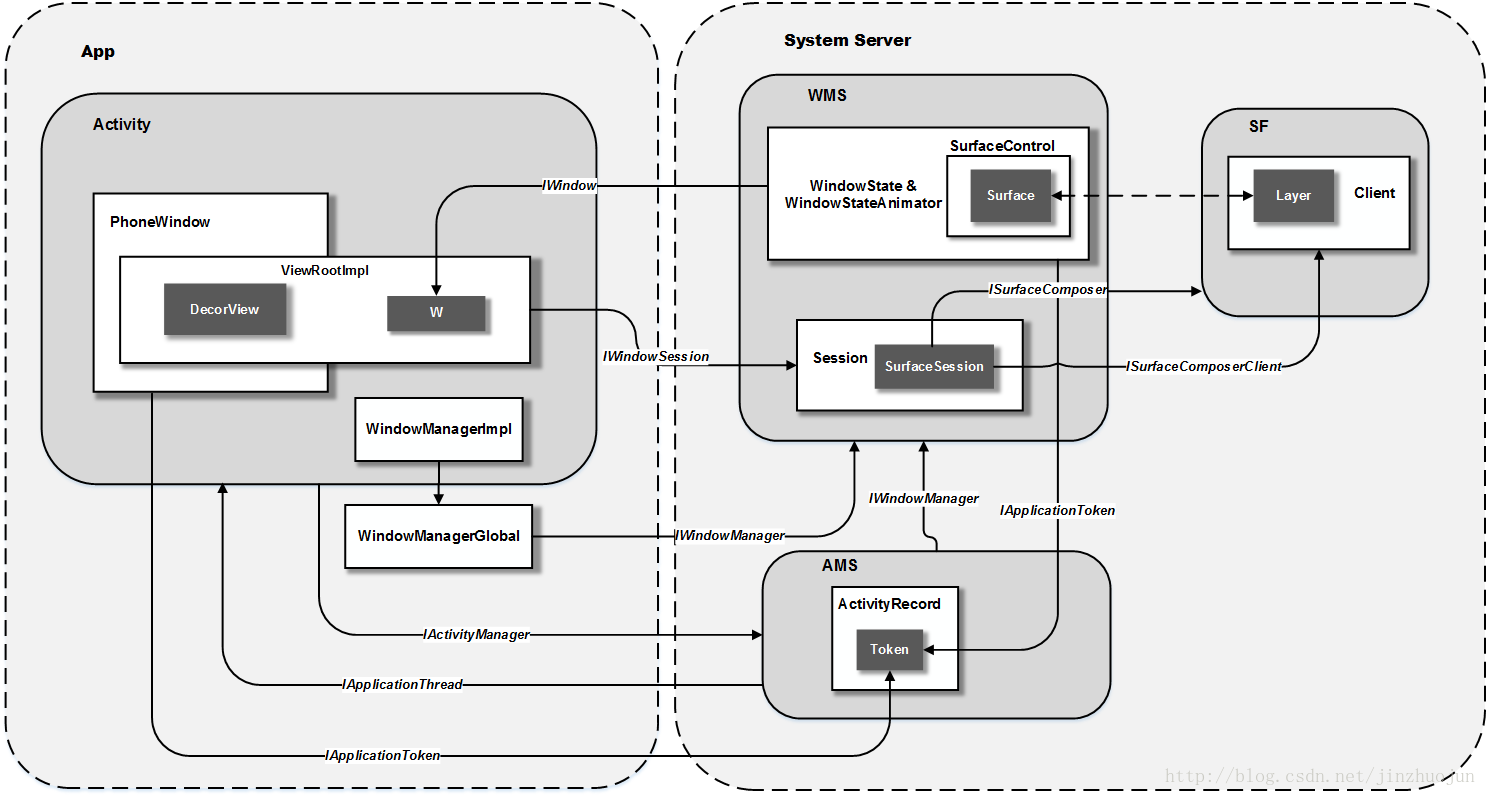 App
System Server
WMS
Activity
SF
SurfaceControl
WindowState &
WindowStateAnimator
Surface
Layer
Client
IWindow
PhoneWindow
ViewRootImpl
DecorView
W
ISurfaceComposer
IWindowSession
Session
SurfaceSession
ISurfaceComposerClient
WindowManagerImpl
IWindowManager
IApplicationToken
WindowManagerGlobal
IWindowManager
AMS
ActivityRecord
IActivityManager
Token
IApplicationThread
IApplicationToken
http://blog.csdn.net/jinzhuojun